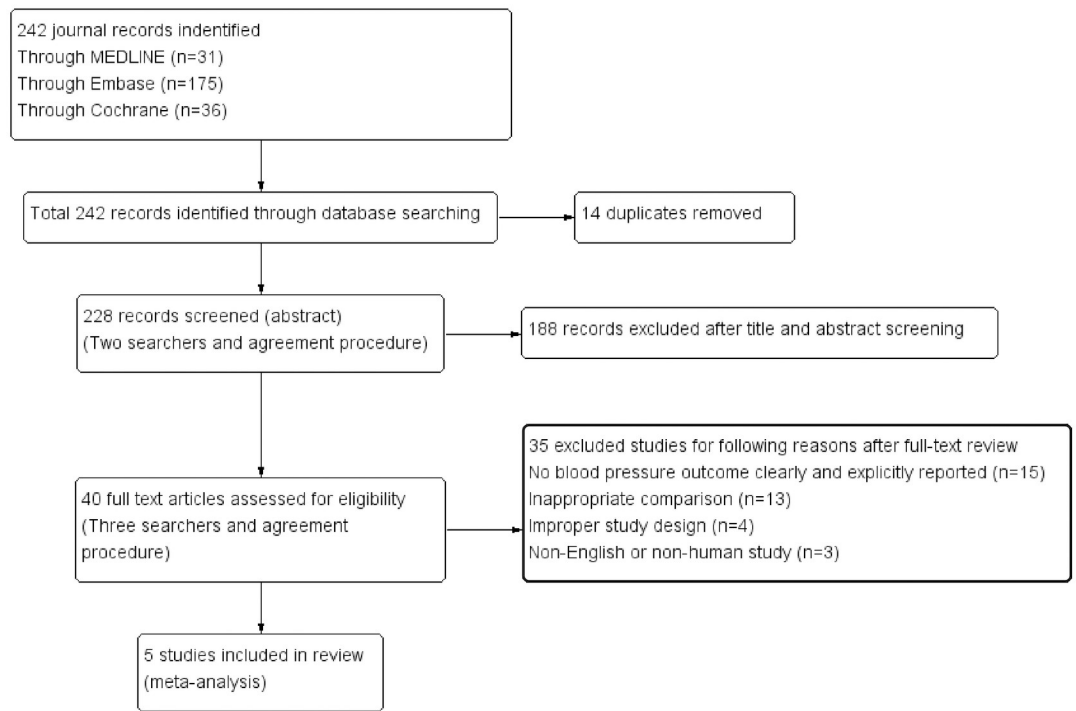 242 journal records indentified
Through MEDLINE (n=31)
Through Embase (n=175)
Through Cochrane (n=36)
Total 242 records identified through database searching
14 duplicates removed
228 records screened (abstract)
(Two searchers and agreement procedure)
188 records excluded after title and abstract screening
35 excluded studies for following reasons after full-text review
No blood pressure outcome clearly and explicitly reported (n=15)
Inappropriate comparison (n=13)
Improper study design (n=4)
Non-English or non-human study (n=3)
40 full text articles assessed for eligibility
(Three searchers and agreement
procedure)
5 studies included in review
(meta-analysis)